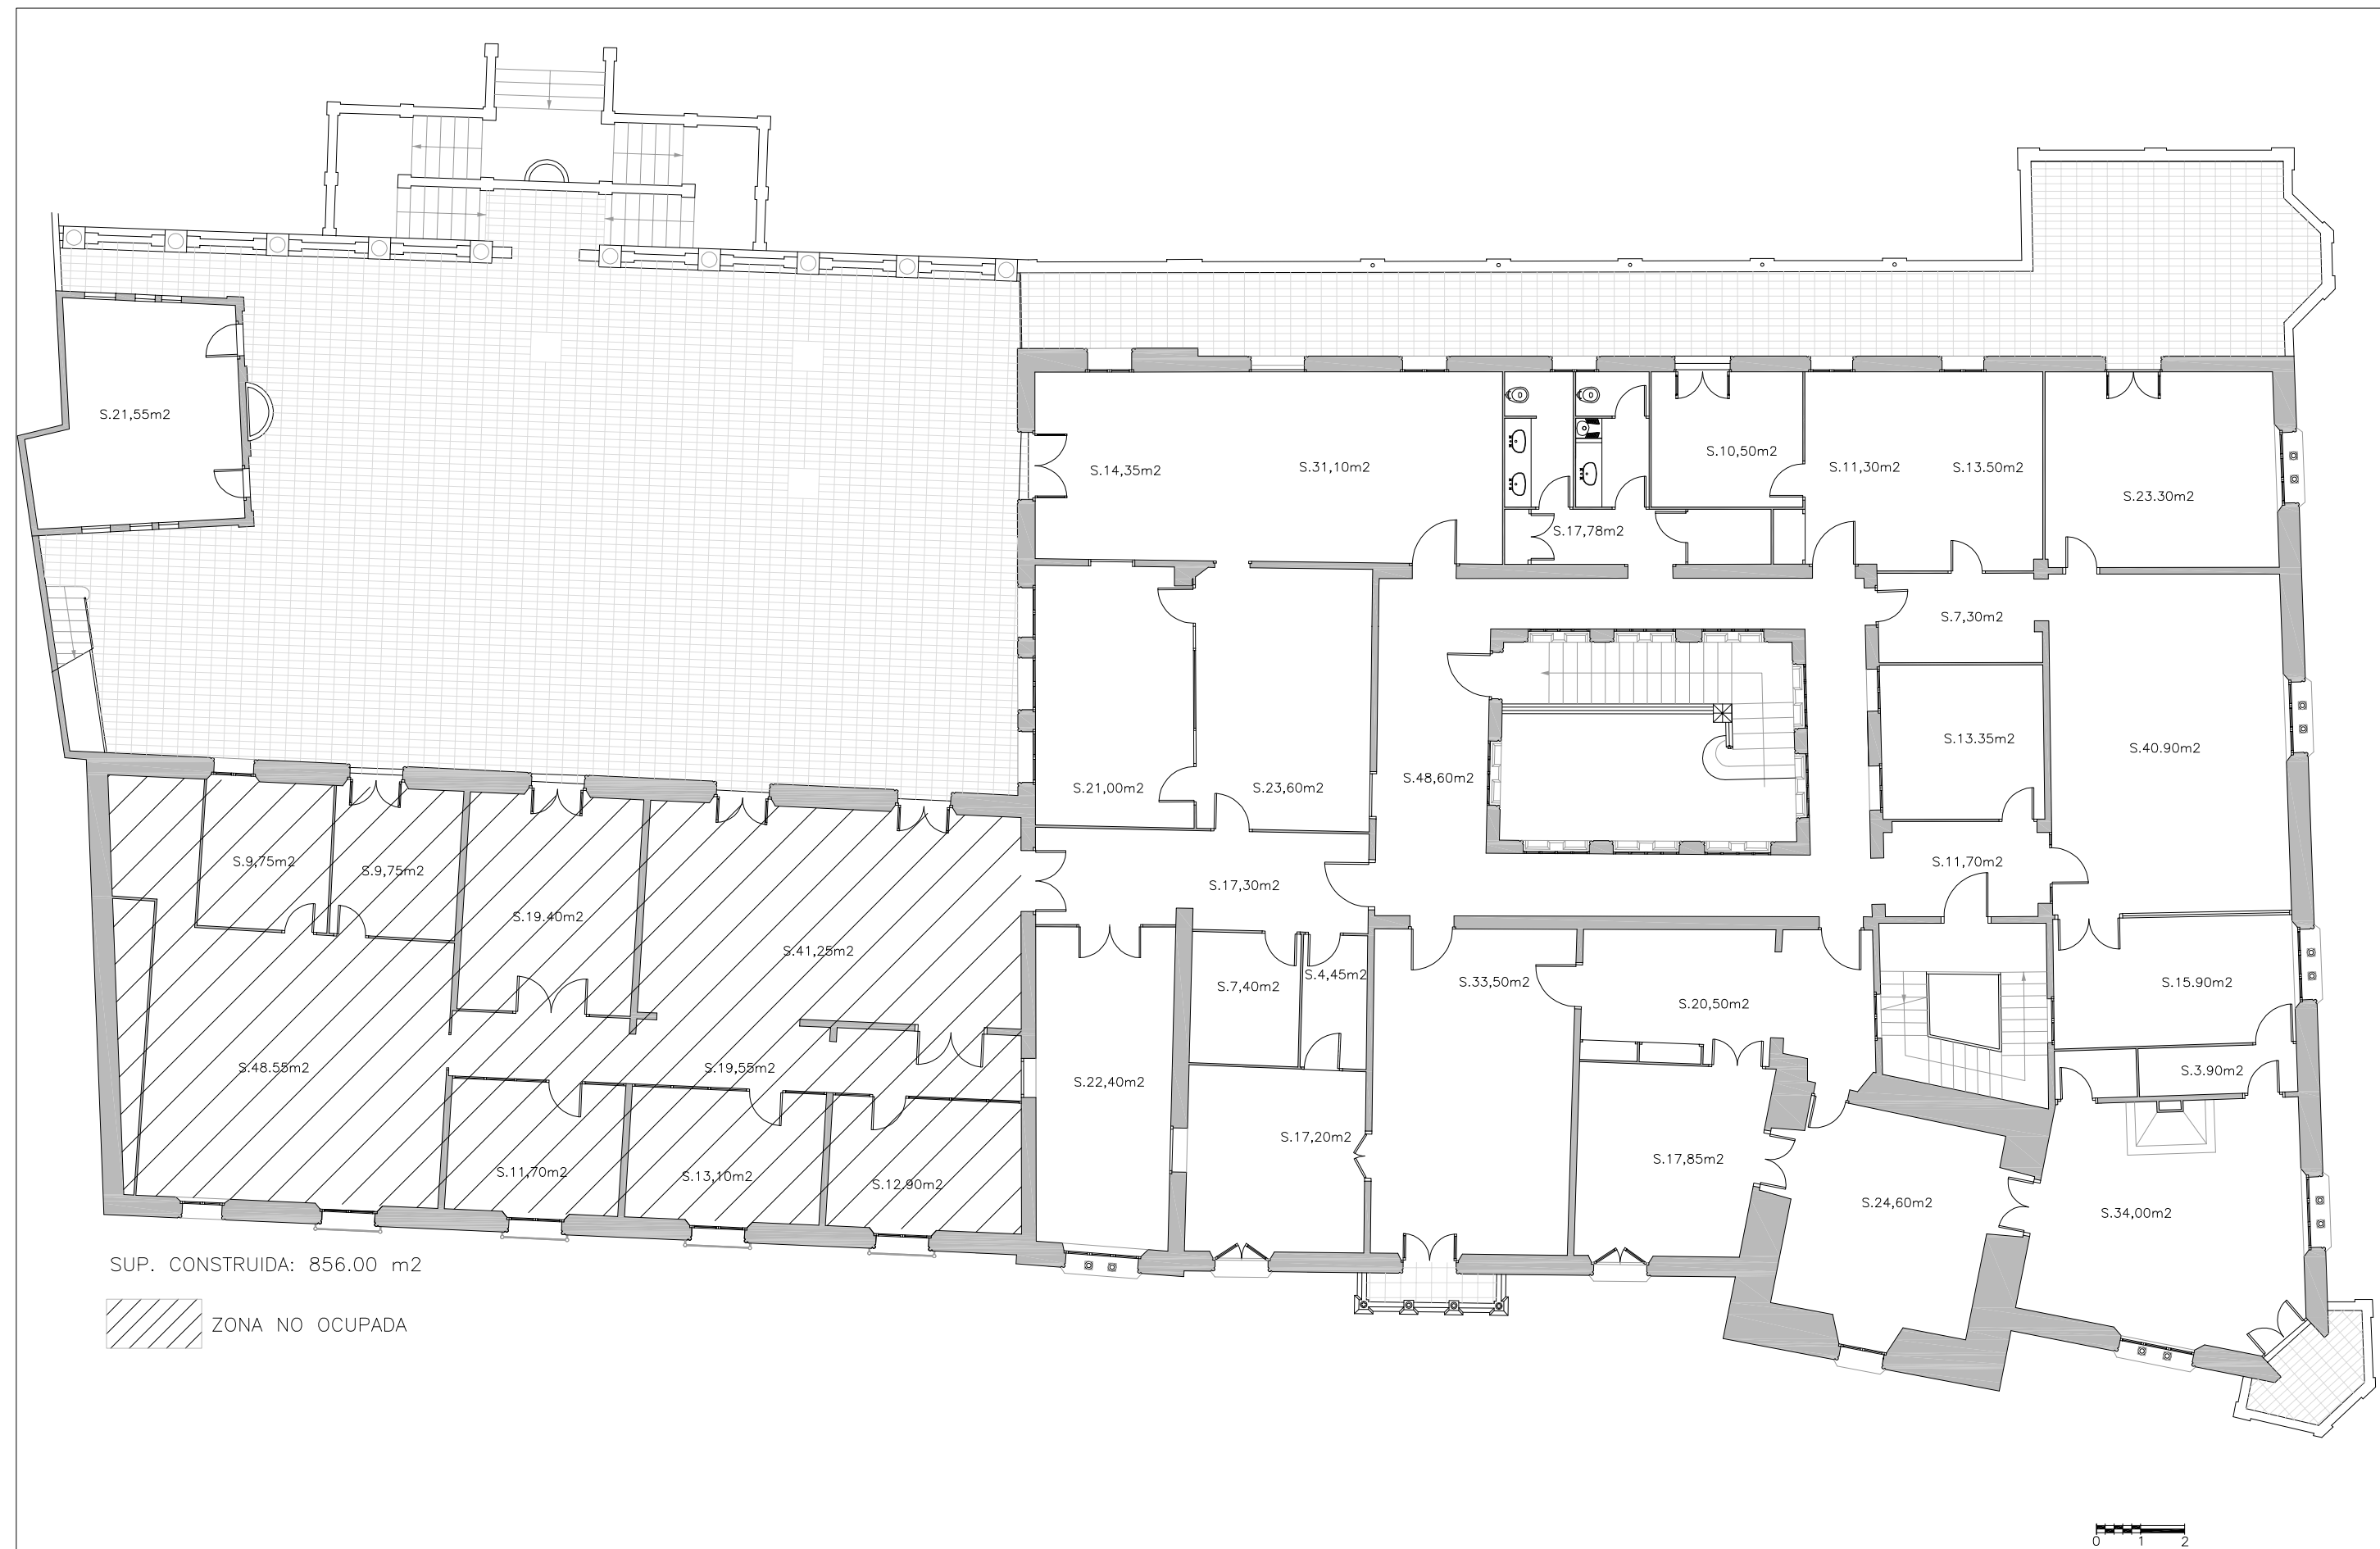 S.21,55m2
S.14,35m2
S.31,10m2
S.10,50m2
S.11,30m2
S.13.50m2
S.23.30m2
S.17,78m2
S.7,30m2
S.13.35m2
S.40.90m2
S.21,00m2
S.23,60m2
S.48,60m2
S.9,75m2
S.9,75m2
S.19.40m2
S.41,25m2
S.17,30m2
S.11,70m2
S.7,40m2
S.4,45m2
S.33,50m2
S.20,50m2
S.15.90m2
S.48.55m2
S.19,55m2
S.22,40m2
S.3.90m2
S.11,70m2
S.13,10m2
S.12,90m2
S.17,20m2
S.17,85m2
S.24,60m2
S.34,00m2
SUP. CONSTRUIDA: 856.00 m2
ZONA NO OCUPADA
0 1 2